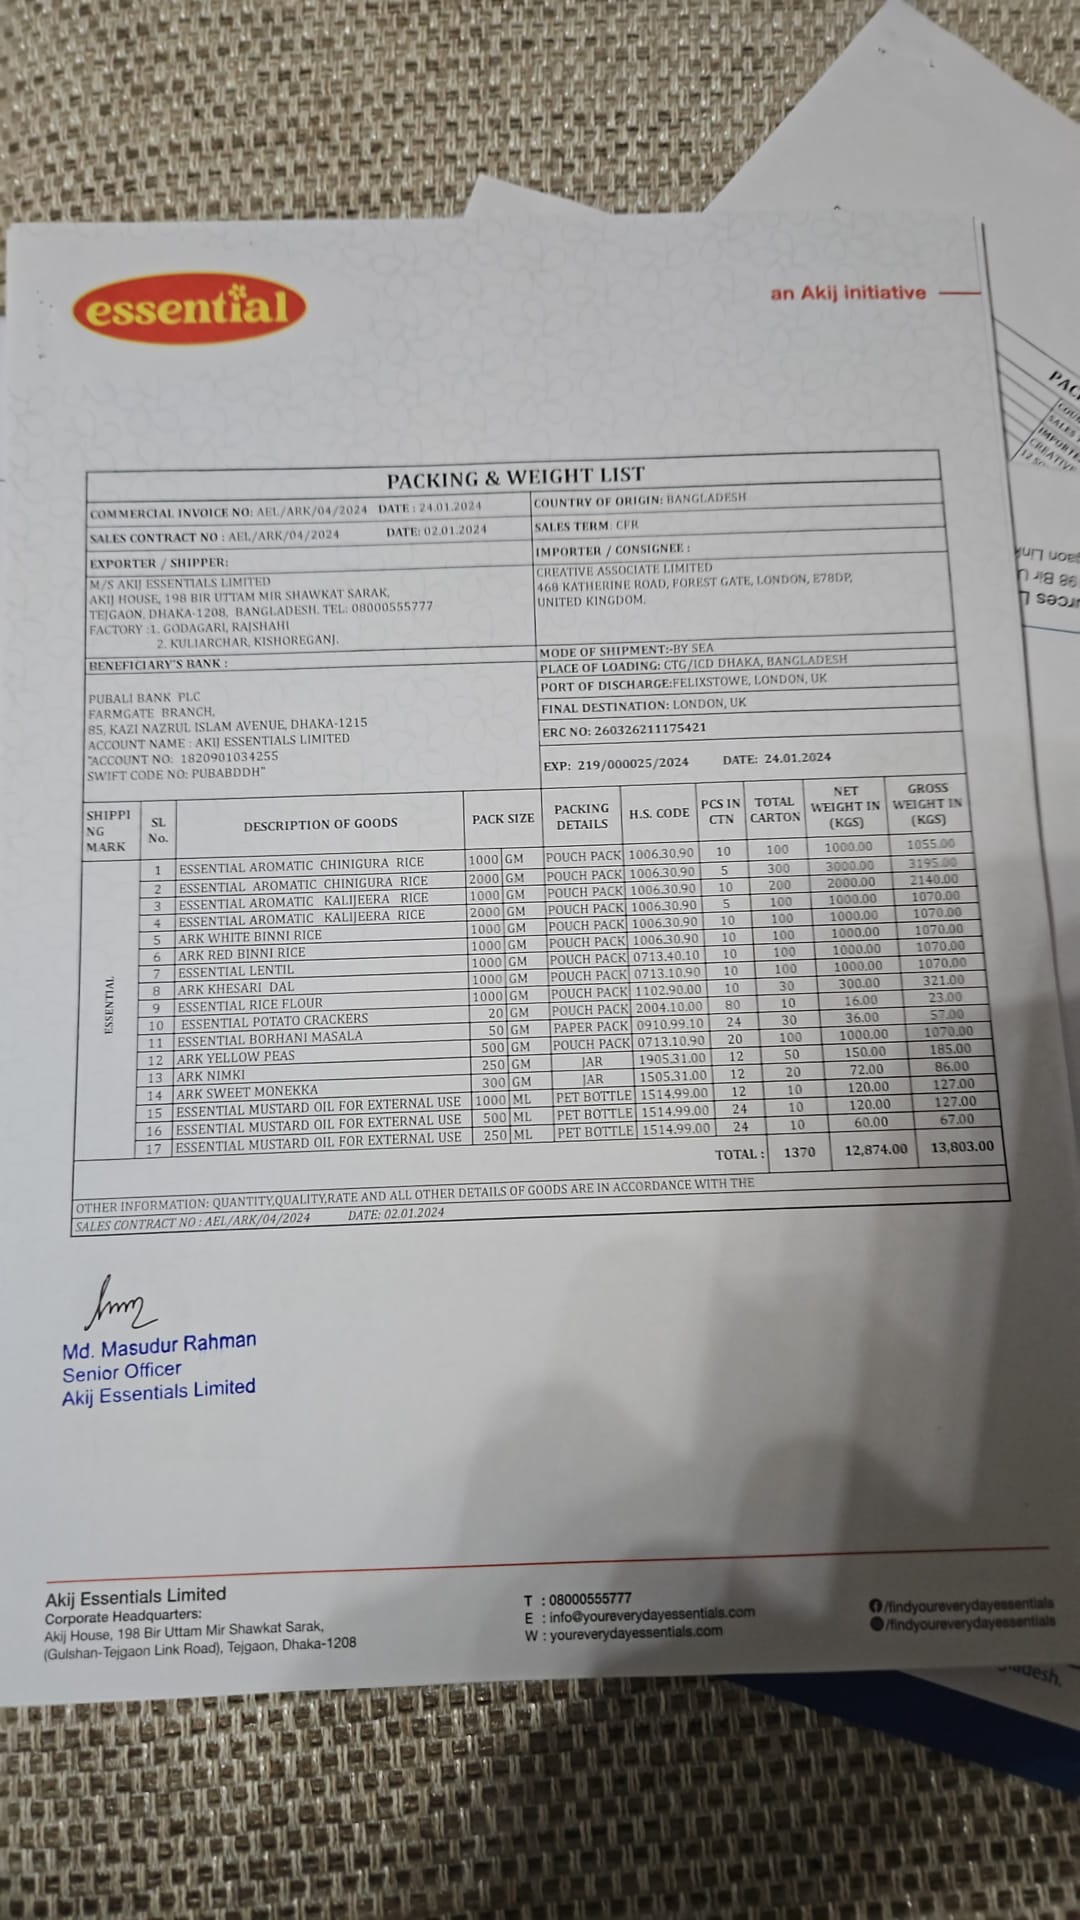 essential
an Akij initiative
PACKING & WEIGHT LIST
COMMERCIAL INVOICE NO: AEL/ARK/04/2024 DATE : 24.01.2024
COUNTRY OF ORIGIN: BANGLADESH
SALES CONTRACT NO : AEL/ARK/04/2024 DATE: 02.01.2024
SALES TERM: CFR
EXPORTER / SHIPPER:
M/S AKIJ ESSENTIALS LIMITED
AKIJ HOUSE, 198 BIR UTTAM MIR SHAWKAT SARAK,
TEJGAON, DHAKA-1208, BANGLADESH. TEL: 08000555777
FACTORY :1. GODAGARI, RAJSHAHI
2. KULIARCHAR, KISHOREGANJ.
IMPORTER / CONSIGNEE :
CREATIVE ASSOCIATE LIMITED
468 KATHERINE ROAD, FOREST GATE, LONDON, E78DP,
UNITED KINGDOM.
BENEFICIARY'S BANK :
PUBALI BANK PLC
FARMGATE BRANCH,
85, KAZI NAZRUL ISLAM AVENUE, DHAKA-1215
ACCOUNT NAME : AKIJ ESSENTIALS LIMITED
"ACCOUNT NO: 1820901034255
SWIFT CODE NO: PUBABDDH"
MODE OF SHIPMENT:-BY SEA
PLACE OF LOADING: CTG/ICD DHAKA, BANGLADESH
PORT OF DISCHARGE:FELIXSTOWE, LONDON, UK
FINAL DESTINATION: LONDON, UK
ERC NO: 260326211175421
EXP: 219/000025/2024 DATE: 24.01.2024
SHIPPI NG MARK SL No. DESCRIPTION OF GOODS PACK SIZE PACKING DETAILS H.S. CODE PCS IN CTN TOTAL CARTON NET WEIGHT IN (KGS) GROSS WEIGHT IN (KGS)
ESSENTIAL
1 ESSENTIAL AROMATIC CHINIGURA RICE 1000 GM POUCH PACK 1006.30.90 10 100 1000.00 1055.00
2 ESSENTIAL AROMATIC CHINIGURA RICE 2000 GM POUCH PACK 1006.30.90 5 300 3000.00 3195.00
3 ESSENTIAL AROMATIC KALIJEERA RICE 1000 GM POUCH PACK 1006.30.90 10 200 2000.00 2140.00
4 ESSENTIAL AROMATIC KALIJEERA RICE 2000 GM POUCH PACK 1006.30.90 5 100 1000.00 1070.00
5 ARK WHITE BINNI RICE 1000 GM POUCH PACK 1006.30.90 10 100 1000.00 1070.00
6 ARK RED BINNI RICE 1000 GM POUCH PACK 1006.30.90 10 100 1000.00 1070.00
7 ESSENTIAL LENTIL 1000 GM POUCH PACK 0713.40.10 10 100 1000.00 1070.00
8 ARK KHESARI DAL 1000 GM POUCH PACK 0713.10.90 10 100 1000.00 1070.00
9 ESSENTIAL RICE FLOUR 1000 GM POUCH PACK 1102.90.00 10 30 300.00 321.00
10 ESSENTIAL POTATO CRACKERS 20 GM POUCH PACK 2004.10.00 80 10 16.00 23.00
11 ESSENTIAL BORHANI MASALA 50 GM PAPER PACK 0910.99.10 24 30 36.00 57.00
12 ARK YELLOW PEAS 500 GM POUCH PACK 0713.10.90 20 100 1000.00 1070.00
13 ARK NIMKI 250 GM JAR 1905.31.00 12 50 150.00 185.00
14 ARK SWEET MONEKKA 300 GM JAR 1505.31.00 12 20 72.00 86.00
15 ESSENTIAL MUSTARD OIL FOR EXTERNAL USE 1000 ML PET BOTTLE 1514.99.00 12 10 120.00 127.00
16 ESSENTIAL MUSTARD OIL FOR EXTERNAL USE 500 ML PET BOTTLE 1514.99.00 24 10 120.00 127.00
17 ESSENTIAL MUSTARD OIL FOR EXTERNAL USE 250 ML PET BOTTLE 1514.99.00 24 10 60.00 67.00
TOTAL : 1370 12,874.00 13,803.00
OTHER INFORMATION: QUANTITY,QUALITY,RATE AND ALL OTHER DETAILS OF GOODS ARE IN ACCORDANCE WITH THE
SALES CONTRACT NO : AEL/ARK/04/2024 DATE: 02.01.2024
Md. Masudur Rahman
Senior Officer
Akij Essentials Limited
Akij Essentials Limited
Corporate Headquarters:
Akij House, 198 Bir Uttam Mir Shawkat Sarak,
(Gulshan-Tejgaon Link Road), Tejgaon, Dhaka-1208
T : 08000555777
E : info@youreverydayessentials.com
W : youreverydayessentials.com
/findyoureverydayessentials
/findyoureverydayessentials